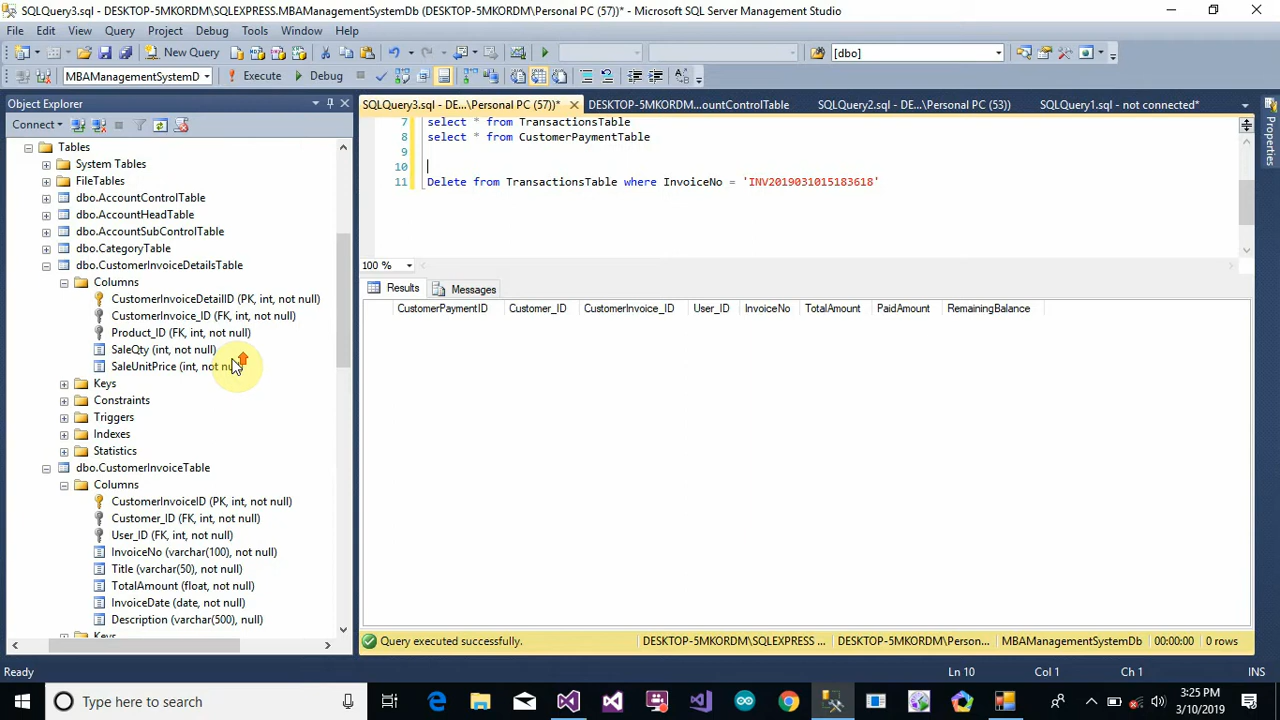 SQLQuery3.sql - DESKTOP-5MKORDM\SQLEXPRESS.MBAManagementSystemDb (DESKTOP-5MKORDM\Personal PC (57))* - Microsoft SQL Server Management Studio
File Edit View Query Project Debug Tools Window Help
New Query [dbo]
MBAManagementSystemD Execute Debug
Object Explorer
SQLQuery3.sql - DE...\Personal PC (57))* DESKTOP-5MKORDM...ountControlTable SQLQuery2.sql - DE...\Personal PC (53)) SQLQuery1.sql - not connected*
Properties
Connect
7 select * from TransactionsTable
8 select * from CustomerPaymentTable
9
10
11 Delete from TransactionsTable where InvoiceNo = 'INV2019031015183618'
100 %
Tables
System Tables
FileTables
dbo.AccountControlTable
dbo.AccountHeadTable
dbo.AccountSubControlTable
dbo.CategoryTable
dbo.CustomerInvoiceDetailsTable
Columns
CustomerInvoiceDetailID (PK, int, not null)
CustomerInvoice_ID (FK, int, not null)
Product_ID (FK, int, not null)
SaleQty (int, not null)
SaleUnitPrice (int, not null)
Keys
Constraints
Triggers
Indexes
Statistics
dbo.CustomerInvoiceTable
Columns
CustomerInvoiceID (PK, int, not null)
Customer_ID (FK, int, not null)
User_ID (FK, int, not null)
InvoiceNo (varchar(100), not null)
Title (varchar(50), not null)
TotalAmount (float, not null)
InvoiceDate (date, not null)
Description (varchar(500), null)
Keys
Results Messages
CustomerPaymentID Customer_ID CustomerInvoice_ID User_ID InvoiceNo TotalAmount PaidAmount RemainingBalance
Query executed successfully. DESKTOP-5MKORDM\SQLEXPRESS ... DESKTOP-5MKORDM\Person... MBAManagementSystemDb 00:00:00 0 rows
Ready Ln 10 Col 1 Ch 1 INS
Type here to search
3:25 PM
3/10/2019